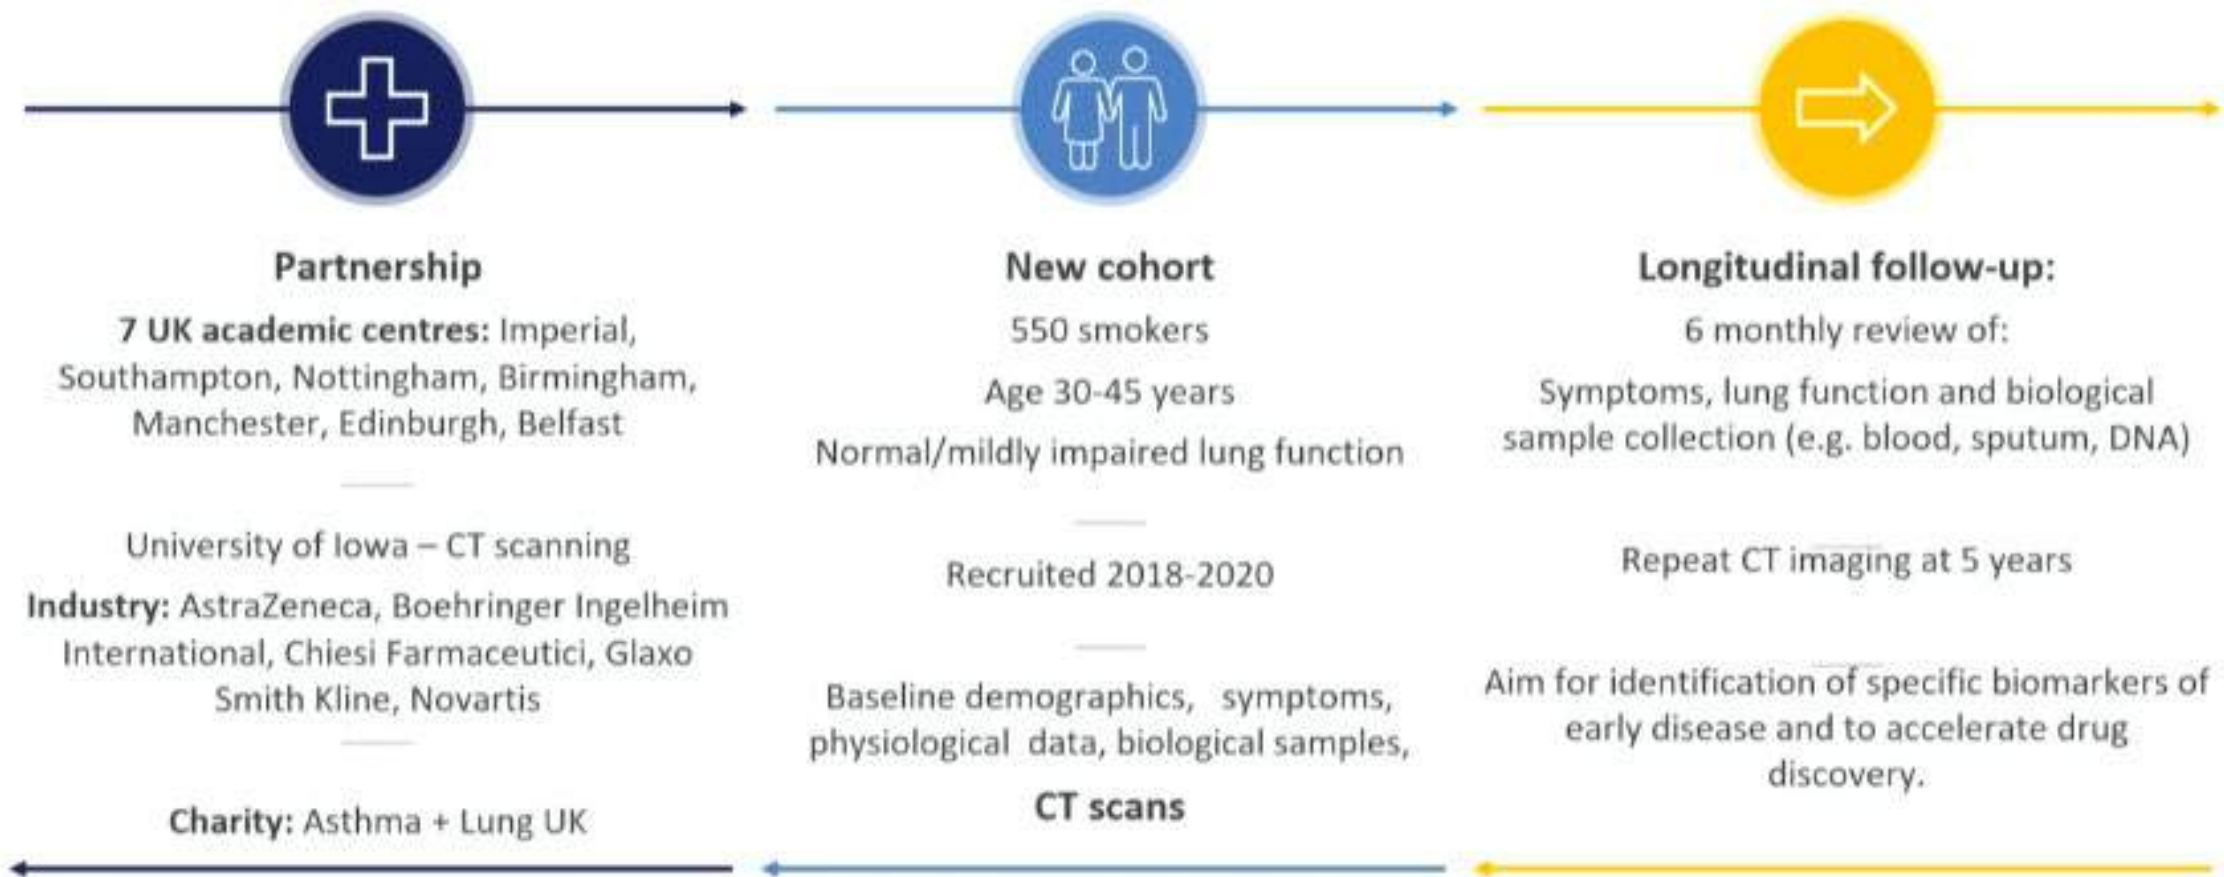 Partnership
7 UK academic centres: Imperial,
Southampton, Nottingham, Birmingham,
Manchester, Edinburgh, Belfast
University of Iowa – CT scanning
Industry: AstraZeneca, Boehringer Ingelheim
International, Chiesi Farmaceutici, Glaxo
Smith Kline, Novartis
Charity: Asthma + Lung UK
New cohort
550 smokers
Age 30-45 years
Normal/mildly impaired lung function
Recruited 2018-2020
Baseline demographics, symptoms,
physiological data, biological samples,
CT scans
Longitudinal follow-up:
6 monthly review of:
Symptoms, lung function and biological
sample collection (e.g. blood, sputum, DNA)
Repeat CT imaging at 5 years
Aim for identification of specific biomarkers of
early disease and to accelerate drug
discovery.